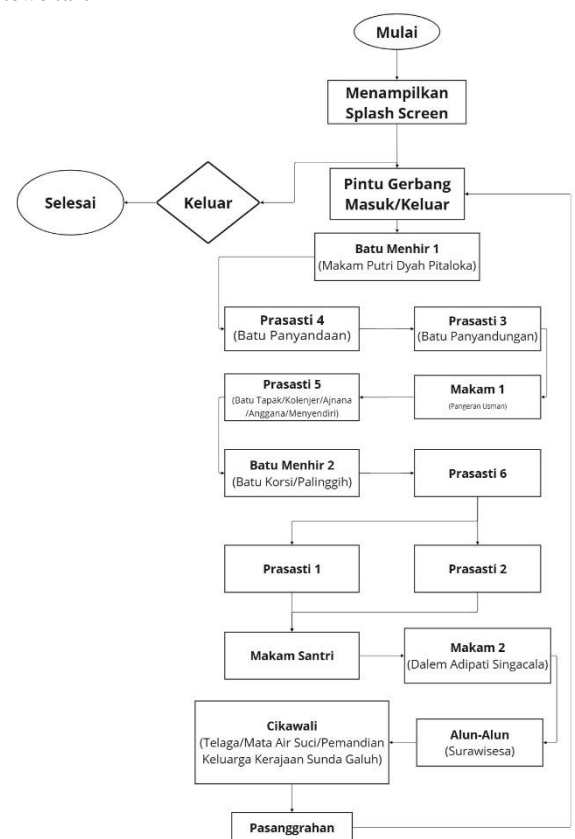 Mulai
Menampilkan
Splash Screen
Selesai
Keluar
Pintu Gerbang
Masuk/Keluar
Batu Menhir 1
(Makam Putri Dyah Pitaloka)
Prasasti 4
(Batu Panyandaan)
Prasasti 3
(Batu Panyandungan)
Prasasti 5
(Batu Tapak/Kolenjer/Ajnana
/Anggana/Menyendiri)
Makam 1
(Pangeran Usman)
Batu Menhir 2
(Batu Korsi/Palinggih)
Prasasti 6
Prasasti 1
Prasasti 2
Makam Santri
Makam 2
(Dalem Adipati Singacala)
Cikawali
(Telaga/Mata Air Suci/Pemandian
Keluarga Kerajaan Sunda Galuh)
Alun-Alun
(Surawisesa)
Pasanggrahan